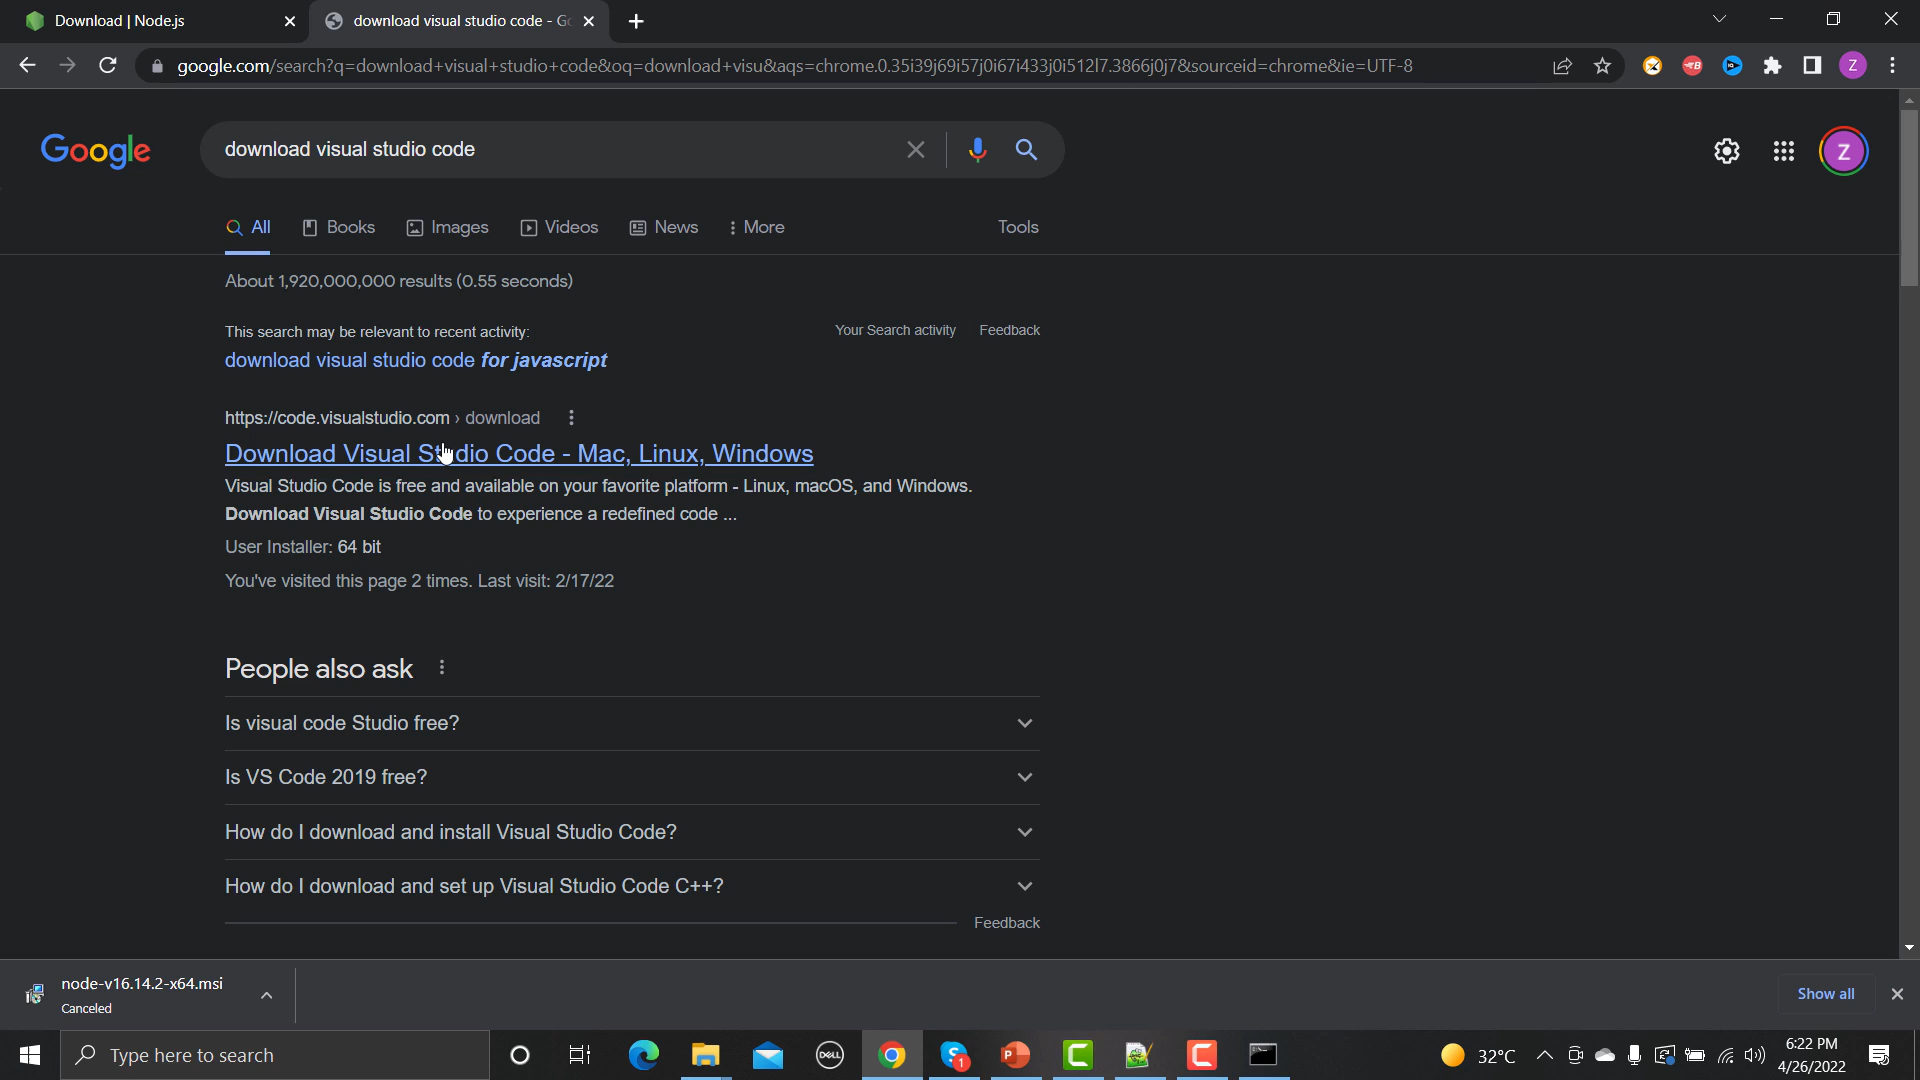 Download | Node.js
download visual studio code - Go
google.com/search?q=download+visual+studio+code&oq=download+visu&aqs=chrome.0.35i39j69i57j0i67i433j0i512l7.3866j0j7&sourceid=chrome&ie=UTF-8
Z
Google
download visual studio code
Z
All
Books
Images
Videos
News
More
Tools
About 1,920,000,000 results (0.55 seconds)
This search may be relevant to recent activity:
Your Search activity
Feedback
download visual studio code for javascript
https://code.visualstudio.com › download
Download Visual Studio Code - Mac, Linux, Windows
Visual Studio Code is free and available on your favorite platform - Linux, macOS, and Windows.
Download Visual Studio Code to experience a redefined code ...
User Installer: 64 bit
You've visited this page 2 times. Last visit: 2/17/22
People also ask
Is visual code Studio free?
Is VS Code 2019 free?
How do I download and install Visual Studio Code?
How do I download and set up Visual Studio Code C++?
Feedback
node-v16.14.2-x64.msi
Canceled
Show all
Type here to search
DELL
1
32°C
6:22 PM
4/26/2022